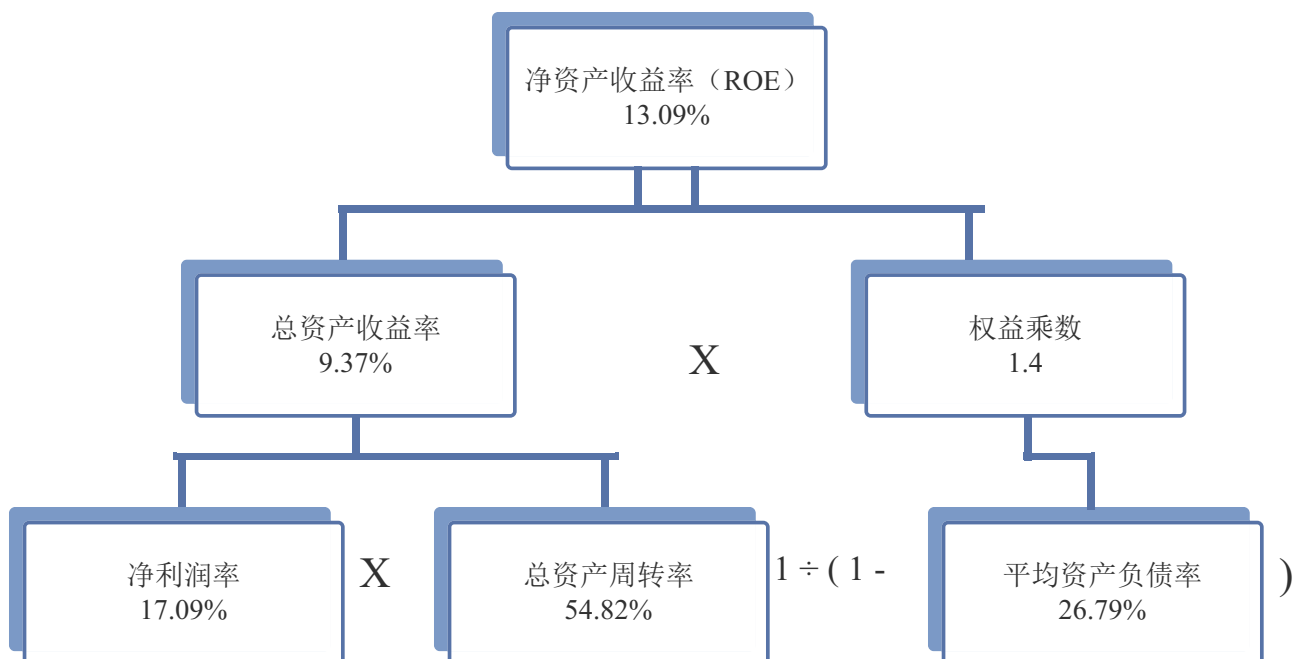 净资产收益率（ROE）
13.09%
总资产收益率
9.37%
X
权益乘数
1.4
净利润率
17.09%
X
总资产周转率
54.82%
1 ÷ ( 1 -
平均资产负债率
26.79%
)